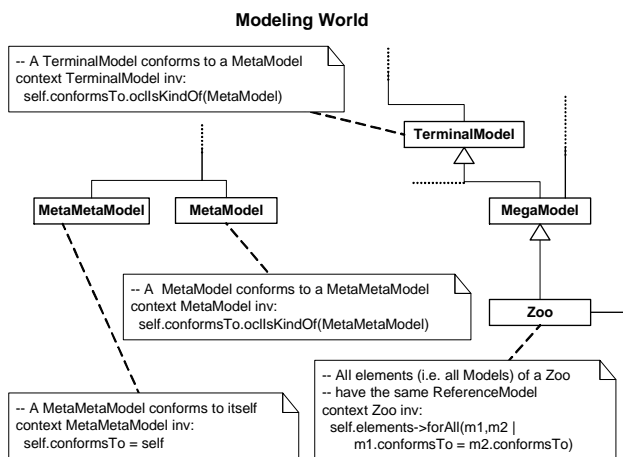 Modeling World
-- A TerminalModel conforms to a MetaModel
context TerminalModel inv:
self.conformsTo.oclIsKindOf(MetaModel)
TerminalModel
MetaMetaModel
MetaModel
MegaModel
-- A MetaModel conforms to a MetaMetaModel
context MetaModel inv:
self.conformsTo.oclIsKindOf(MetaMetaModel)
Zoo
-- A MetaMetaModel conforms to itself
context MetaMetaModel inv:
self.conformsTo = self
-- All elements (i.e. all Models) of a Zoo
-- have the same ReferenceModel
context Zoo inv:
self.elements->forAll(m1,m2 |
m1.conformsTo = m2.conformsTo)